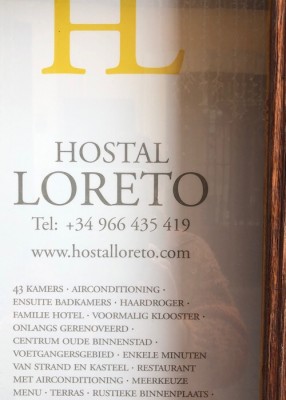 HL
HOSTAL
LORETO
Tel: +34 966 435 419
www.hostalloreto.com
43 KAMERS · AIRCONDITIONING ·
ENSUITE BADKAMERS · HAARDROGER ·
FAMILIE HOTEL · VOORMALIG KLOOSTER ·
ONLANGS GERENOVEERD ·
CENTRUM OUDE BINNENSTAD ·
VOETGANGERSGEBIED · ENKELE MINUTEN
VAN STRAND EN KASTEEL · RESTAURANT
MET AIRCONDITIONING · MEERKEUZE
MENU · TERRAS · RUSTIEKE BINNENPLAATS ·